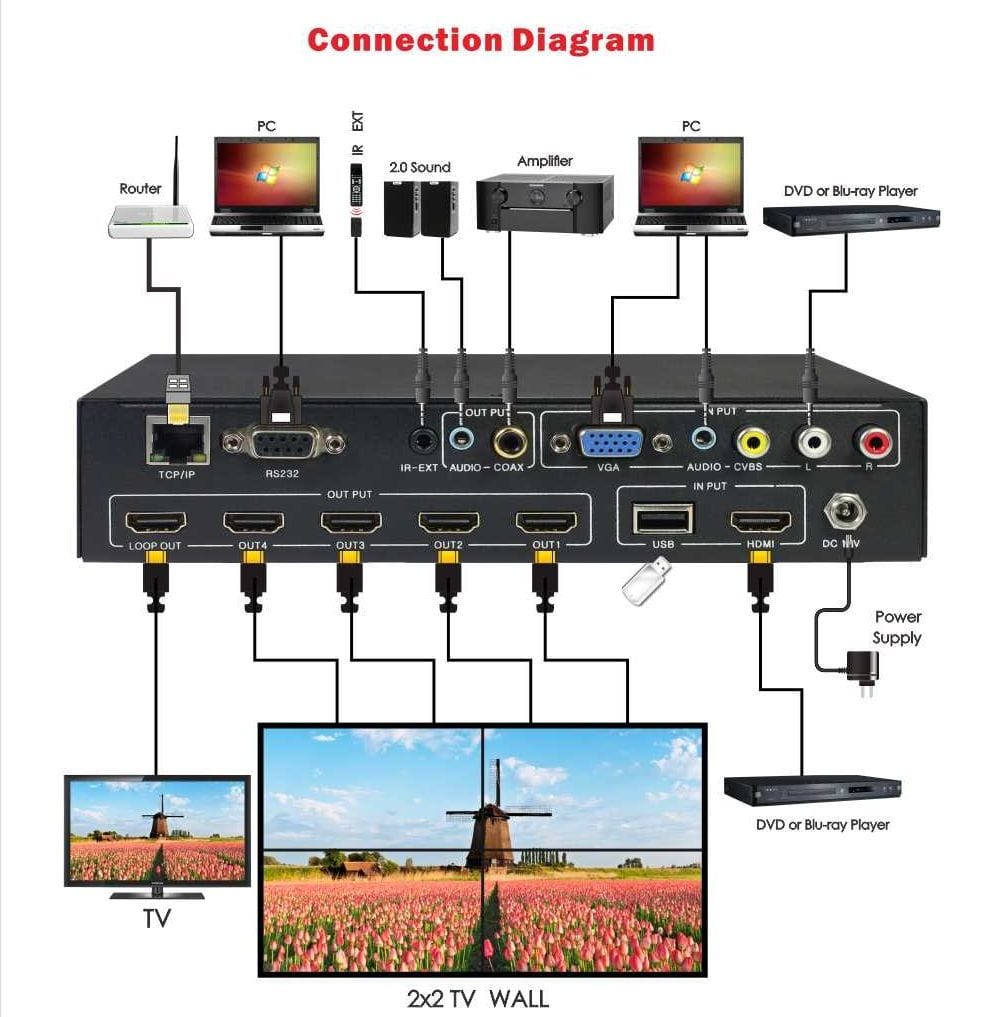 Connection Diagram
PC
IR EXT
2.0 Sound
Amplifier
PC
Router
DVD or Blu-ray Player
OUT PUT
IN PUT
TCP/IP
RS232
IR-EXT
AUDIO - COAX
VGA
AUDIO - CVBS
L
R
OUT PUT
IN PUT
LOOP OUT
OUT4
OUT3
OUT2
OUT1
USB
HDMI
DC
Power
Supply
DVD or Blu-ray Player
TV
2x2 TV WALL